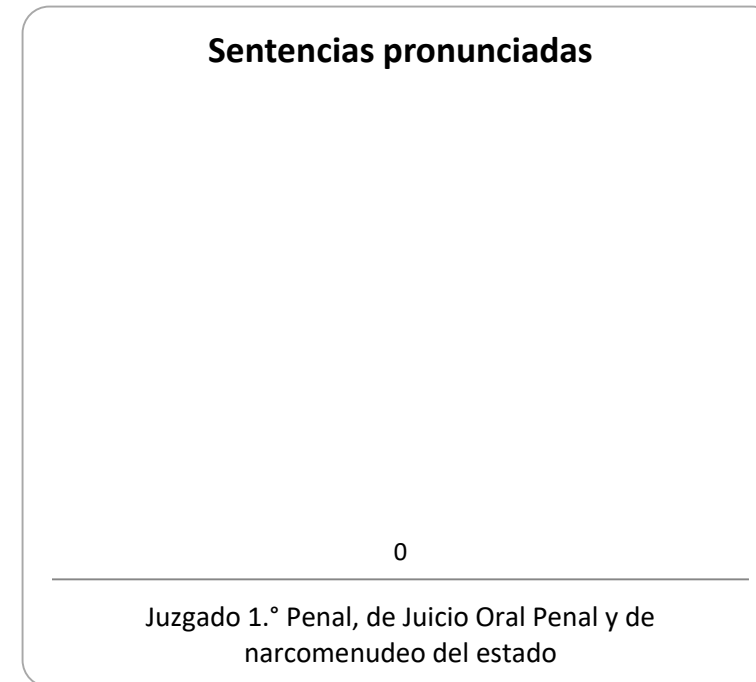 Sentencias pronunciadas
0
Juzgado 1.° Penal, de Juicio Oral Penal y de
narcomenudeo del estado